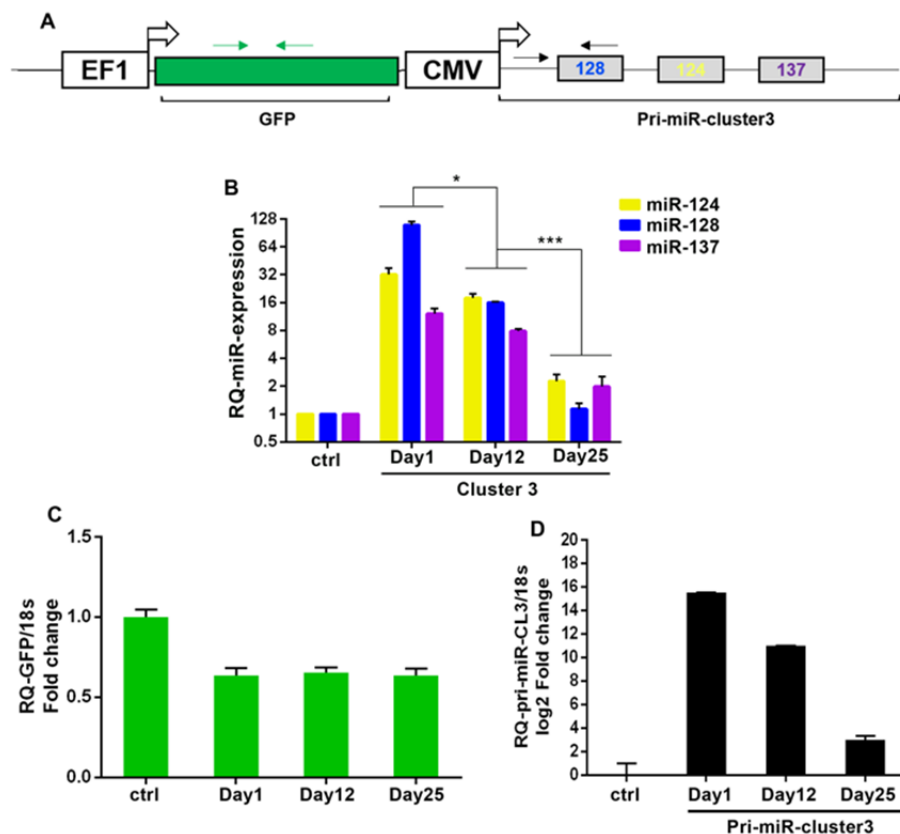 A
EF1
CMV
128
124
137
GFP
Pri-miR-cluster3
B
RQ-miR-expression
128
64
32
16
8
4
2
1
0.5
*
***
miR-124
miR-128
miR-137
ctrl
Day1
Day12
Day25
Cluster 3
C
RQ-GFP/18s
Fold change
1.5
1.0
0.5
0.0
ctrl
Day1
Day12
Day25
D
RQ-pri-miR-CL3/18s
log2 Fold change
20
18
16
14
12
10
8
6
4
2
0
ctrl
Day1
Day12
Day25
Pri-miR-cluster3